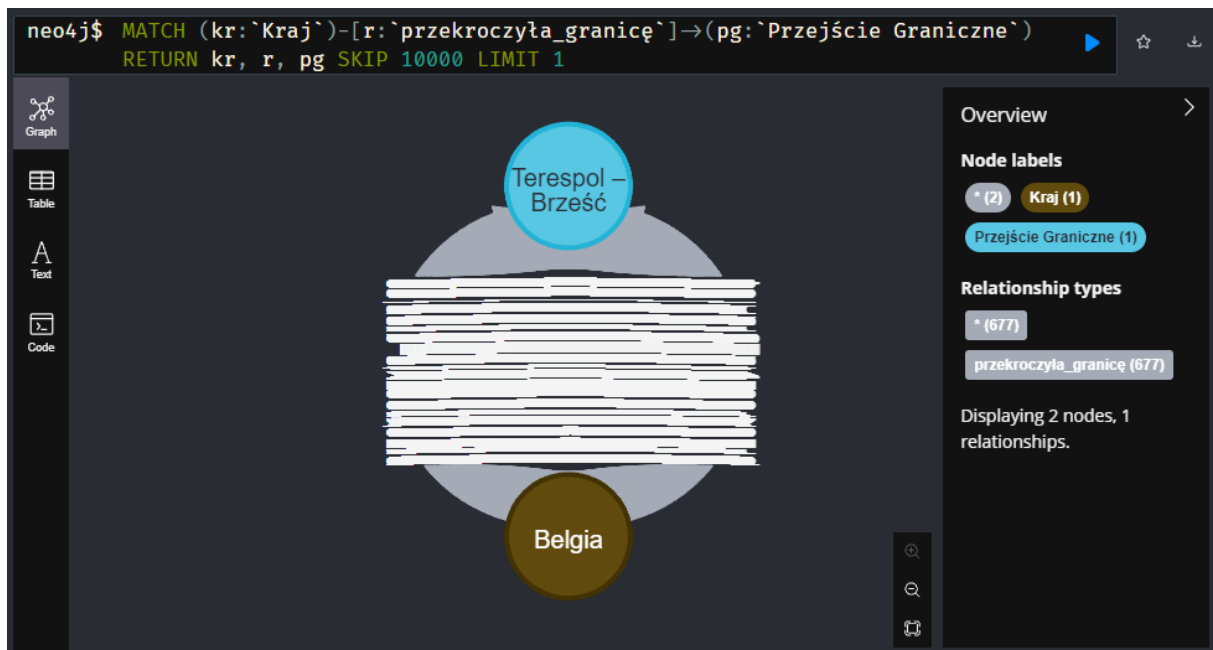 neo4j$ MATCH (kr:`Kraj`)-[r:`przekroczyła_granicę`]→(pg:`Przejście Graniczne`)
RETURN kr, r, pg SKIP 10000 LIMIT 1
Graph
Table
Text
Code
Terespol –
Brześć
Belgia
Overview
Node labels
* (2) Kraj (1)
Przejście Graniczne (1)
Relationship types
* (677)
przekroczyła_granicę (677)
Displaying 2 nodes, 1
relationships.